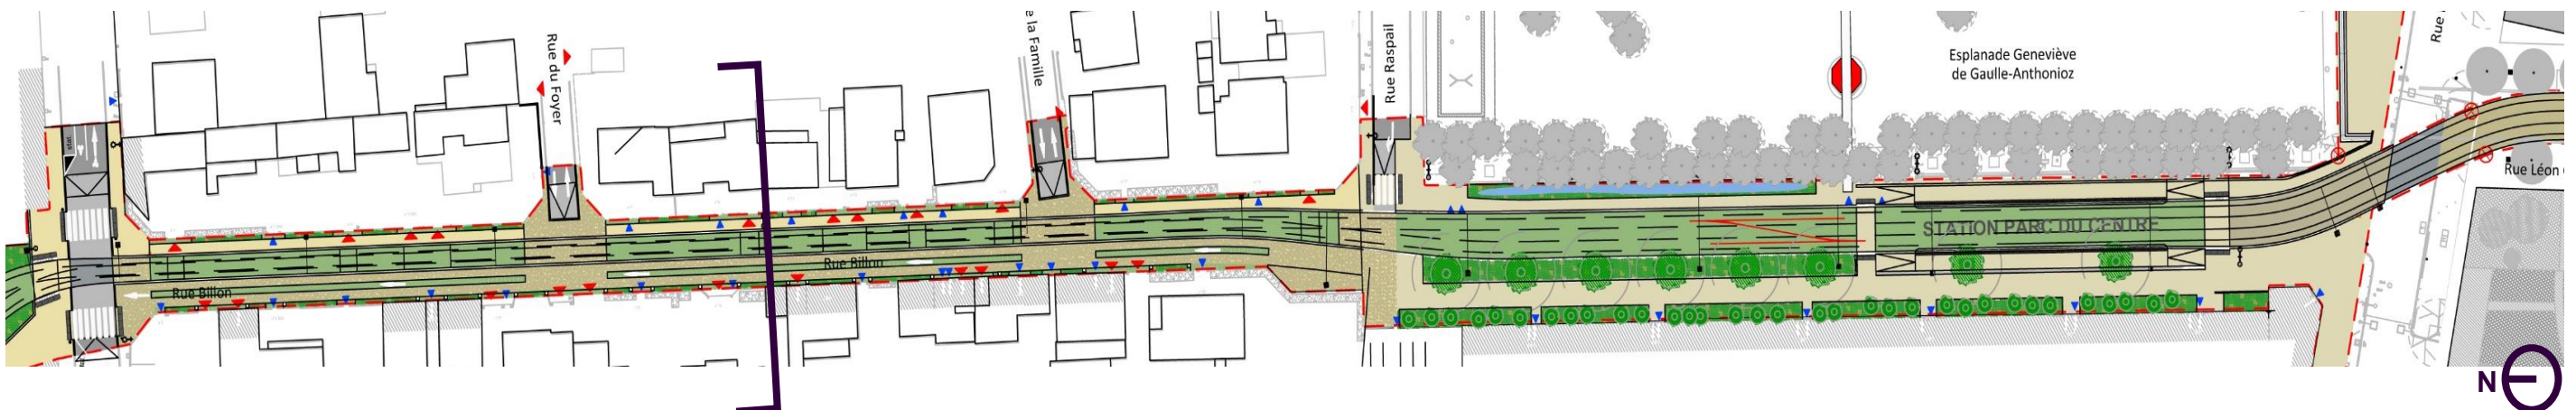 Rue du Foyer
e la Famille
Rue Raspail
Esplanade Geneviève
de Gaulle-Anthonioz
Rue
Rue Léon
STATION PARC DU CENTRE
Rue Billon
Rue Billon
N